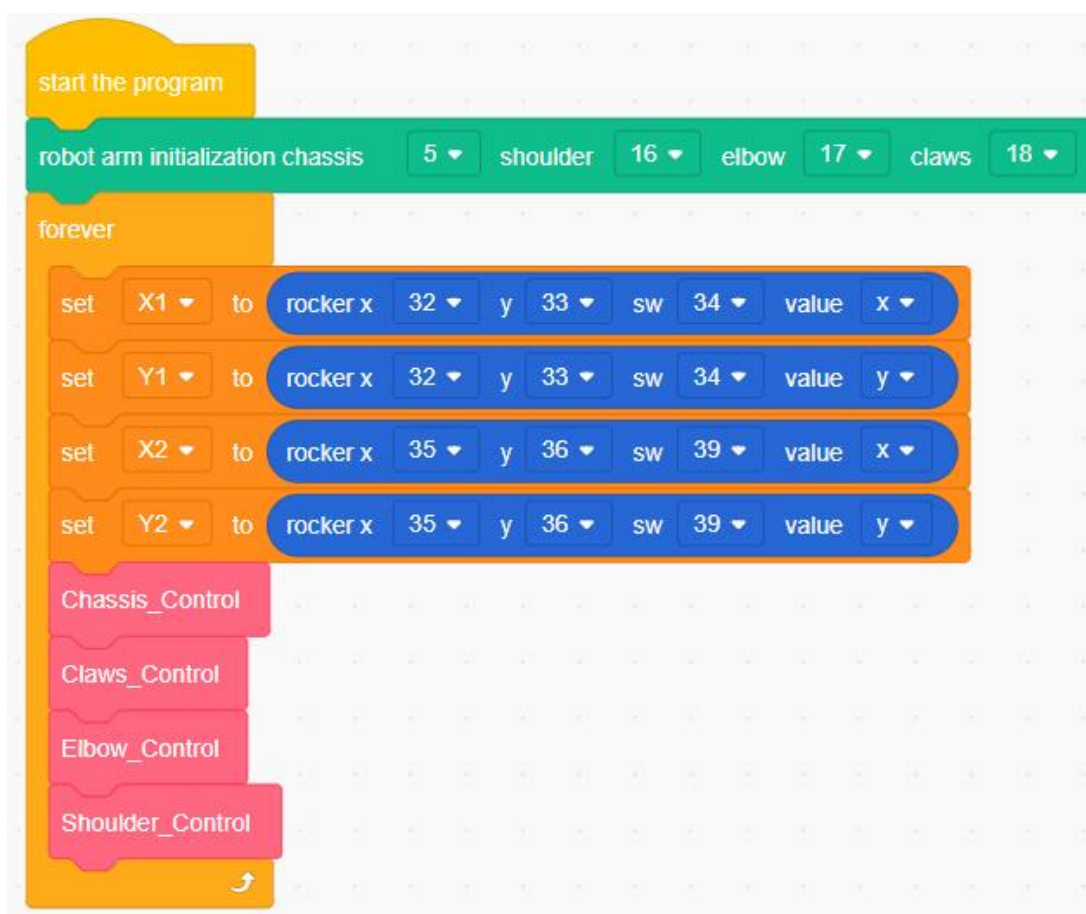 start the program
robot arm initialization chassis 5 shoulder 16 elbow 17 claws 18
forever
set X1 to rocker x 32 y 33 sw 34 value x
set Y1 to rocker x 32 y 33 sw 34 value y
set X2 to rocker x 35 y 36 sw 39 value x
set Y2 to rocker x 35 y 36 sw 39 value y
Chassis_Control
Claws_Control
Elbow_Control
Shoulder_Control